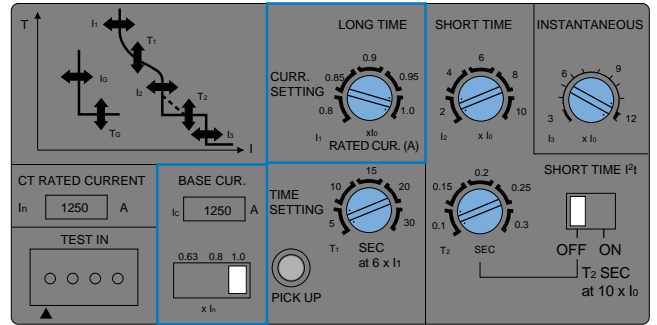 T
I₁
T₁
I₂
T₂
I₃
IG
TG
I
LONG TIME
CURR.
SETTING
0.8
0.85
0.9
0.95
1.0
I₁
xI₀
RATED CUR. (A)
SHORT TIME
2
4
6
8
10
I₂
x I₀
INSTANTANEOUS
3
6
9
12
I₃
x I₀
CT RATED CURRENT
In
1250
A
TEST IN
BASE CUR.
Ic
1250
A
0.63 0.8 1.0
x In
TIME
SETTING
5
10
15
20
30
T₁
SEC
at 6 x I₁
PICK UP
0.1
0.15
0.2
0.25
0.3
T₂
SEC
SHORT TIME I²t
OFF ON
T₂ SEC
at 10 x I₀